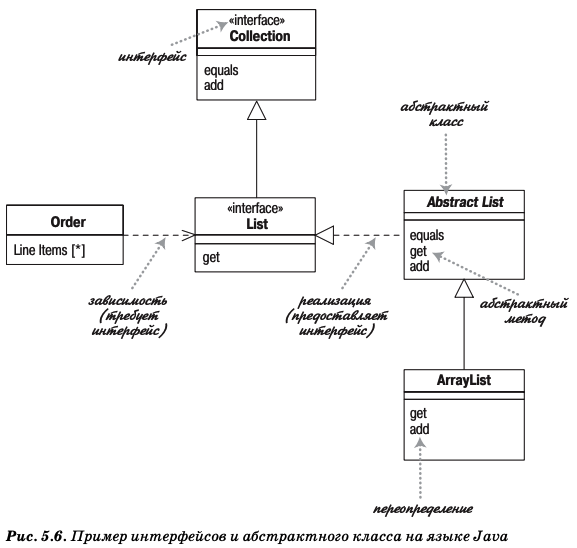 «interface»
Collection
интерфейс
equals
add
абстрактный
класс
Order
Line Items [*]
«interface»
List
get
Abstract List
equals
get
add
зависимость
(требует
интерфейс)
реализация
(предоставляет
интерфейс)
абстрактный
метод
ArrayList
get
add
переопределение
Рис. 5.6. Пример интерфейсов и абстрактного класса на языке Java